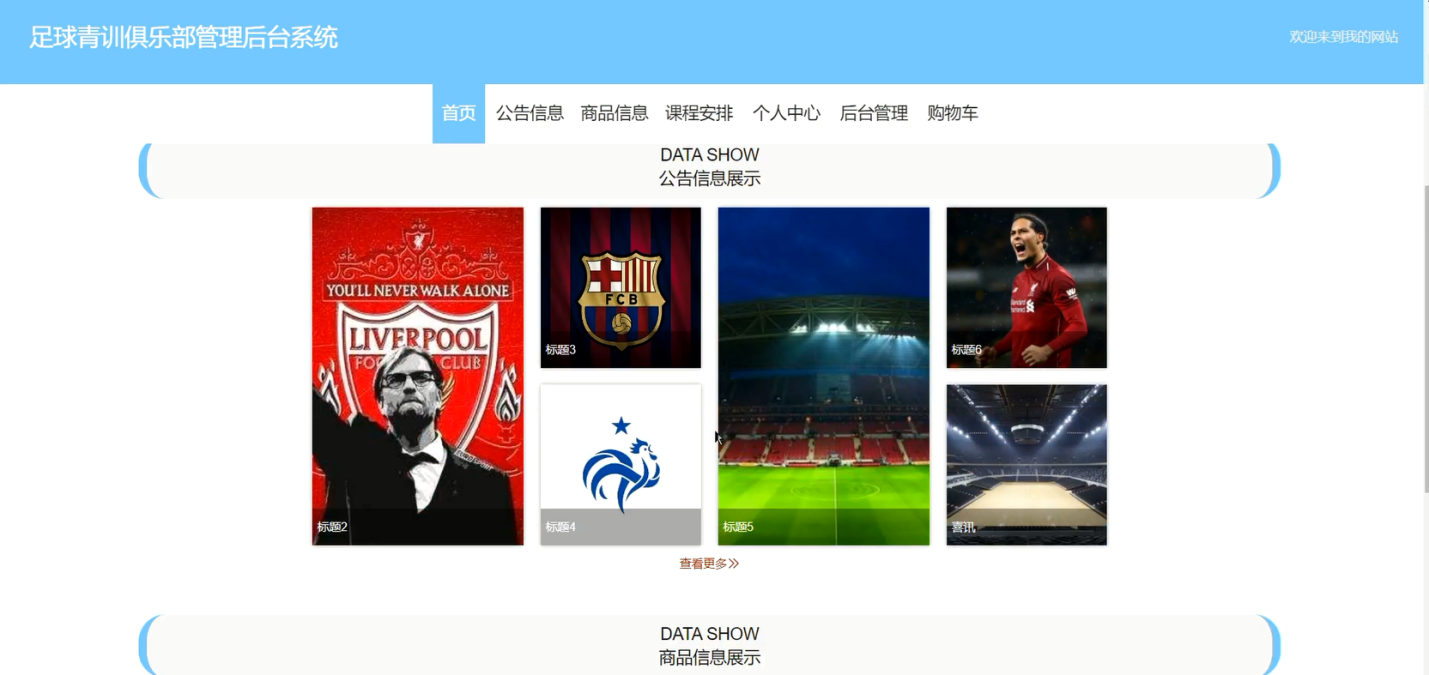 足球青训俱乐部管理后台系统
欢迎来到我的网站
首页 公告信息 商品信息 课程安排 个人中心 后台管理 购物车
DATA SHOW
公告信息展示
YOU'LL NEVER WALK ALONE
LIVERPOOL
FOOTBALL CLUB
标题2
FCB
标题3
标题4
标题5
标题6
喜讯
查看更多
DATA SHOW
商品信息展示